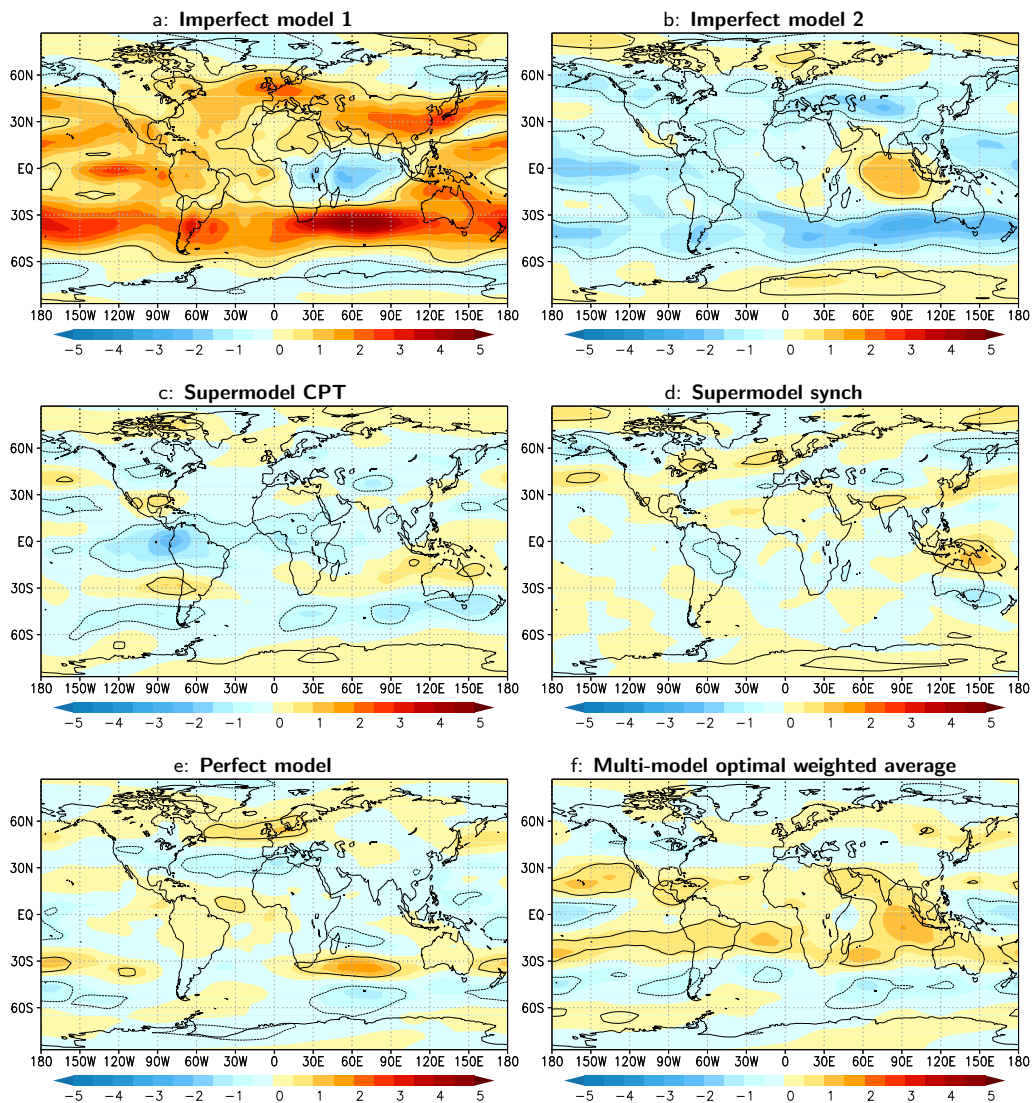 a: Imperfect model 1
b: Imperfect model 2
60N
30N
EQ
30S
60S
60N
30N
EQ
30S
60S
180 150W 120W 90W 60W 30W 0 30E 60E 90E 120E 150E 180
180 150W 120W 90W 60W 30W 0 30E 60E 90E 120E 150E 180
-5 -4 -3 -2 -1 0 1 2 3 4 5
-5 -4 -3 -2 -1 0 1 2 3 4 5
c: Supermodel CPT
d: Supermodel synch
60N
30N
EQ
30S
60S
60N
30N
EQ
30S
60S
180 150W 120W 90W 60W 30W 0 30E 60E 90E 120E 150E 180
180 150W 120W 90W 60W 30W 0 30E 60E 90E 120E 150E 180
-5 -4 -3 -2 -1 0 1 2 3 4 5
-5 -4 -3 -2 -1 0 1 2 3 4 5
e: Perfect model
f: Multi-model optimal weighted average
60N
30N
EQ
30S
60S
60N
30N
EQ
30S
60S
180 150W 120W 90W 60W 30W 0 30E 60E 90E 120E 150E 180
180 150W 120W 90W 60W 30W 0 30E 60E 90E 120E 150E 180
-5 -4 -3 -2 -1 0 1 2 3 4 5
-5 -4 -3 -2 -1 0 1 2 3 4 5